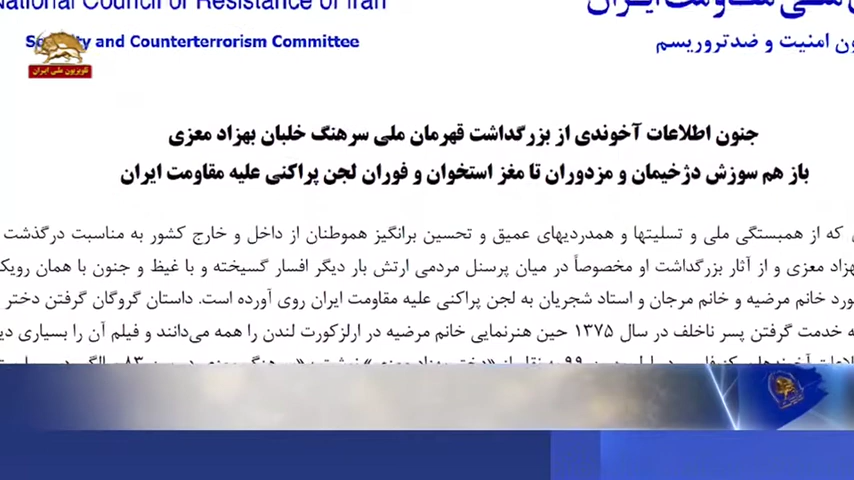 National Council of Resistance of Iran
ملی مقاومت ایران
Security and Counterterrorism Committee
ون امنیت و ضدتروریسم
تلویزیون ملی ایران
جنون اطلاعات آخوندی از بزرگداشت قهرمان ملی سرهنگ خلبان بهزاد معزی
باز هم سوزش دژخیمان و مزدوران تا مغز استخوان و فوران لجن پراکنی علیه مقاومت ایران
که از همبستگی ملی و تسلیتها و همدردیهای عمیق و تحسین برانگیز هموطنان از داخل و خارج کشور به مناسبت درگذشت
هزاد معزی و از آثار بزرگداشت او مخصوصاً در میان پرسنل مردمی ارتش بار دیگر افسار گسیخته و با غیظ و جنون با همان رویک
ورد خانم مرضیه و خانم مرجان و استاد شجریان به لجن پراکنی علیه مقاومت ایران روی آورده است. داستان گروگان گرفتن دختر
ه خدمت گرفتن پسر ناخلف در سال ۱۳۷۵ حین هنرنمایی خانم مرضیه در ارلزکورت لندن را همه می‌دانند و فیلم آن را بسیاری دی